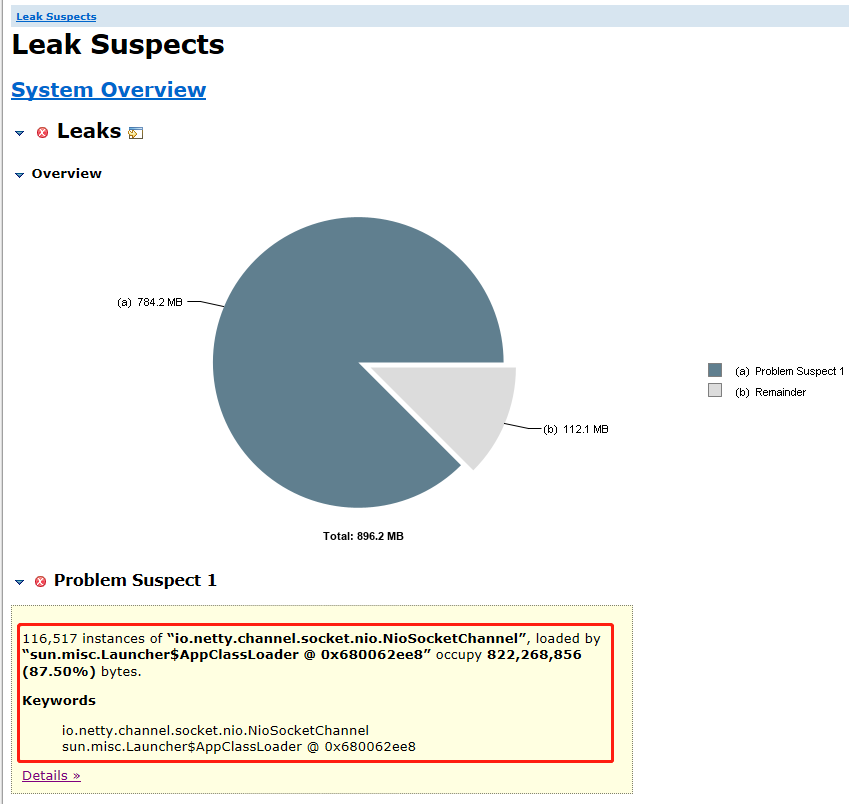 Leak Suspects
Leak Suspects
System Overview
Leaks
Overview
(a) 784.2 MB
(a) Problem Suspect 1
(b) Remainder
(b) 112.1 MB
Total: 896.2 MB
Problem Suspect 1
116,517 instances of “io.netty.channel.socket.nio.NioSocketChannel”, loaded by
“sun.misc.Launcher$AppClassLoader @ 0x680062ee8” occupy 822,268,856
(87.50%) bytes.
Keywords
io.netty.channel.socket.nio.NioSocketChannel
sun.misc.Launcher$AppClassLoader @ 0x680062ee8
Details »